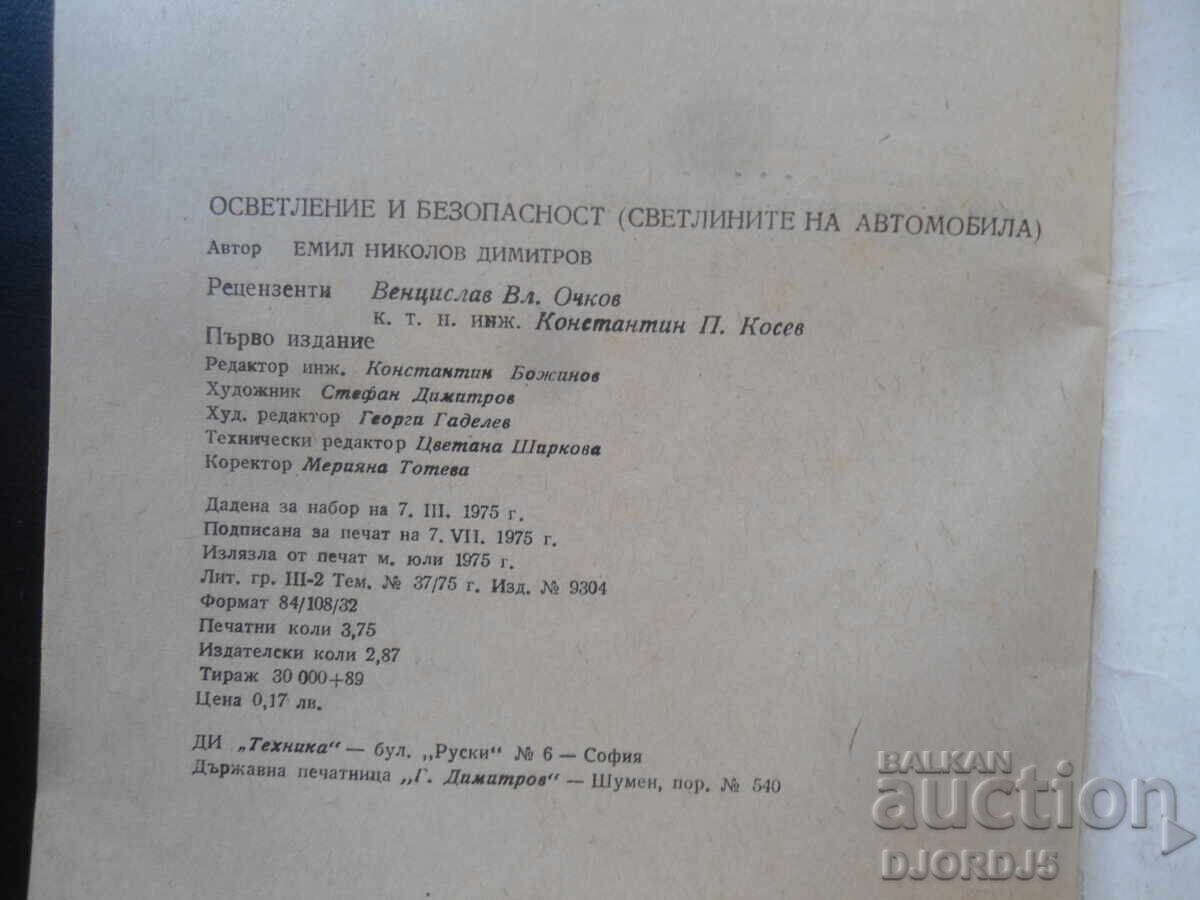 ОСВЕТЛЕНИЕ И БЕЗОПАСНОСТ (СВЕТЛИНИТЕ НА АВТОМОБИЛА)
Автор ЕМИЛ НИКОЛОВ ДИМИТРОВ
Рецензенти Венцислав Вл. Очков
к. т. н. инж. Константин П. Косев
Първо издание
Редактор инж. Константин Божинов
Художник Стефан Димитров
Худ. редактор Георги Гаделев
Технически редактор Цветана Шаркова
Коректор Мерияна Тотева
Дадена за набор на 7. III. 1975 г.
Подписана за печат на 7. VII. 1975 г.
Излязла от печат м. юли 1975 г.
Лит. гр. III-2 Тем. № 37/75 г. Изд. № 9304
Формат 84/108/32
Печатни коли 3,75
Издателски коли 2,87
Тираж 30 000+89
Цена 0,17 лв.
ДИ „Техника“ — бул. „Руски“ № 6 — София
Държавна печатница „Г. Димитров“ — Шумен, пор. № 540
BALKAN
auction
DJORDJ5